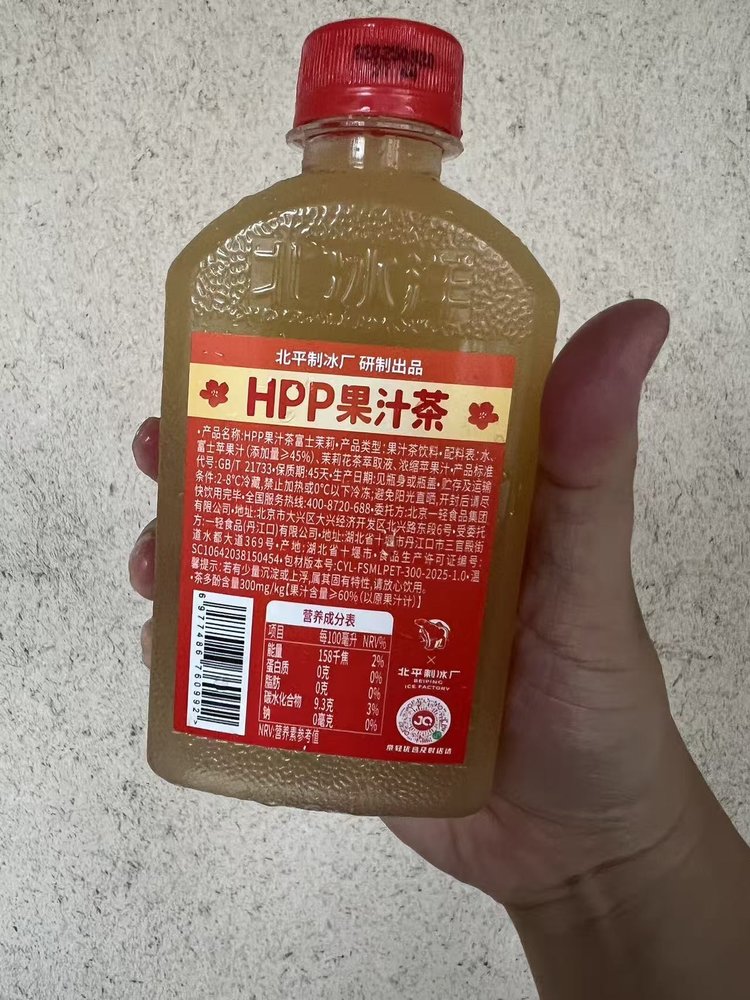 北冰洋
北平制冰厂 研制出品
HPP果汁茶
•产品名称:HPP果汁茶富士茉莉•产品类型:果汁茶饮料•配料表:水、
富士苹果汁(添加量≥45%)、茉莉花茶萃取液、浓缩苹果汁•产品标准
代号:GB/T 21733•保质期:45天•生产日期:见瓶身或瓶盖•贮存及运输
条件:2-8°C冷藏,禁止加热或0°C以下冷冻;避免阳光直晒,开封后请尽
快饮用完毕•全国服务热线:400-8720-688•委托方:北京一轻食品集团
有限公司•地址:北京市大兴区大兴经济开发区北兴路东段6号•受委托
方:一轻食品(丹江口)有限公司•地址:湖北省十堰市丹江口市三官殿街
道水都大道369号•产地:湖北省十堰市•食品生产许可证编号:
SC10642038150454•包材版本号:CYL-FSMLPET-300-2025-1.0•温
馨提示:若有少量沉淀或上浮,属其固有特性,请放心饮用。
•茶多酚含量300mg/kg【果汁含量≥60%(以原果汁计)】
6977486760992
营养成分表
项目 每100毫升 NRV%
能量 158千焦 2%
蛋白质 0克 0%
脂肪 0克 0%
碳水化合物 9.3克 3%
钠 0毫克 0%
NRV:营养素参考值
×
北平制冰厂
BEIPING
ICE FACTORY
JQ
京轻优品及时送达